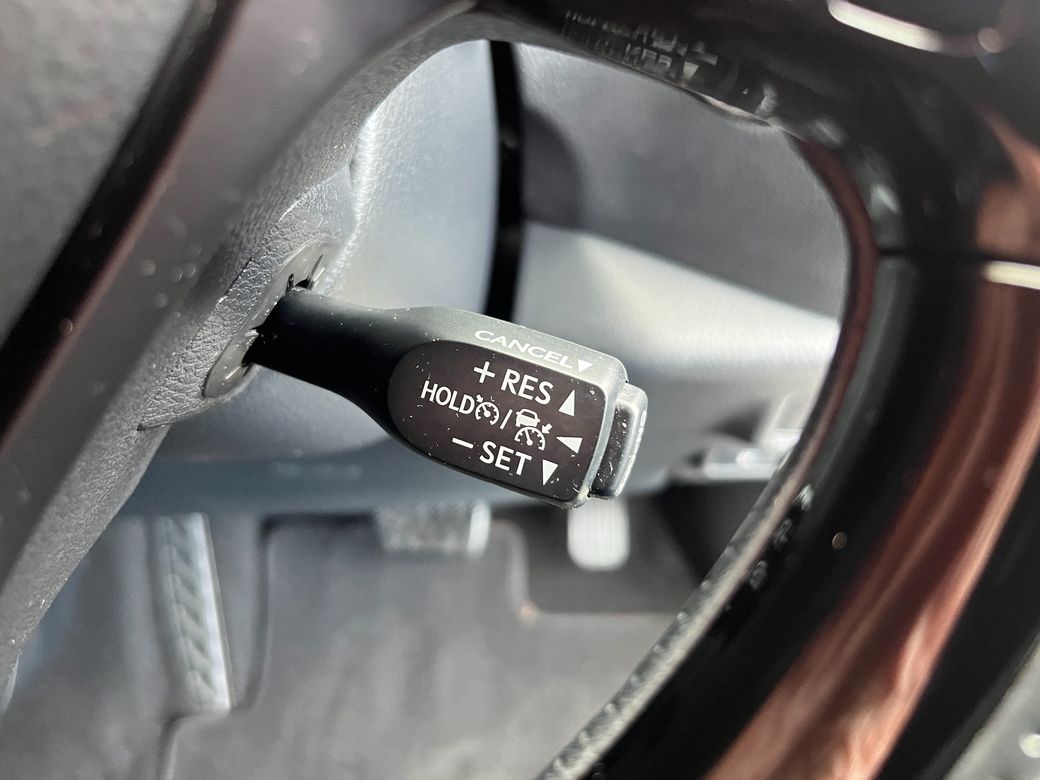 CANCEL▼
+ RES ▲
HOLD / ◀
− SET ▼